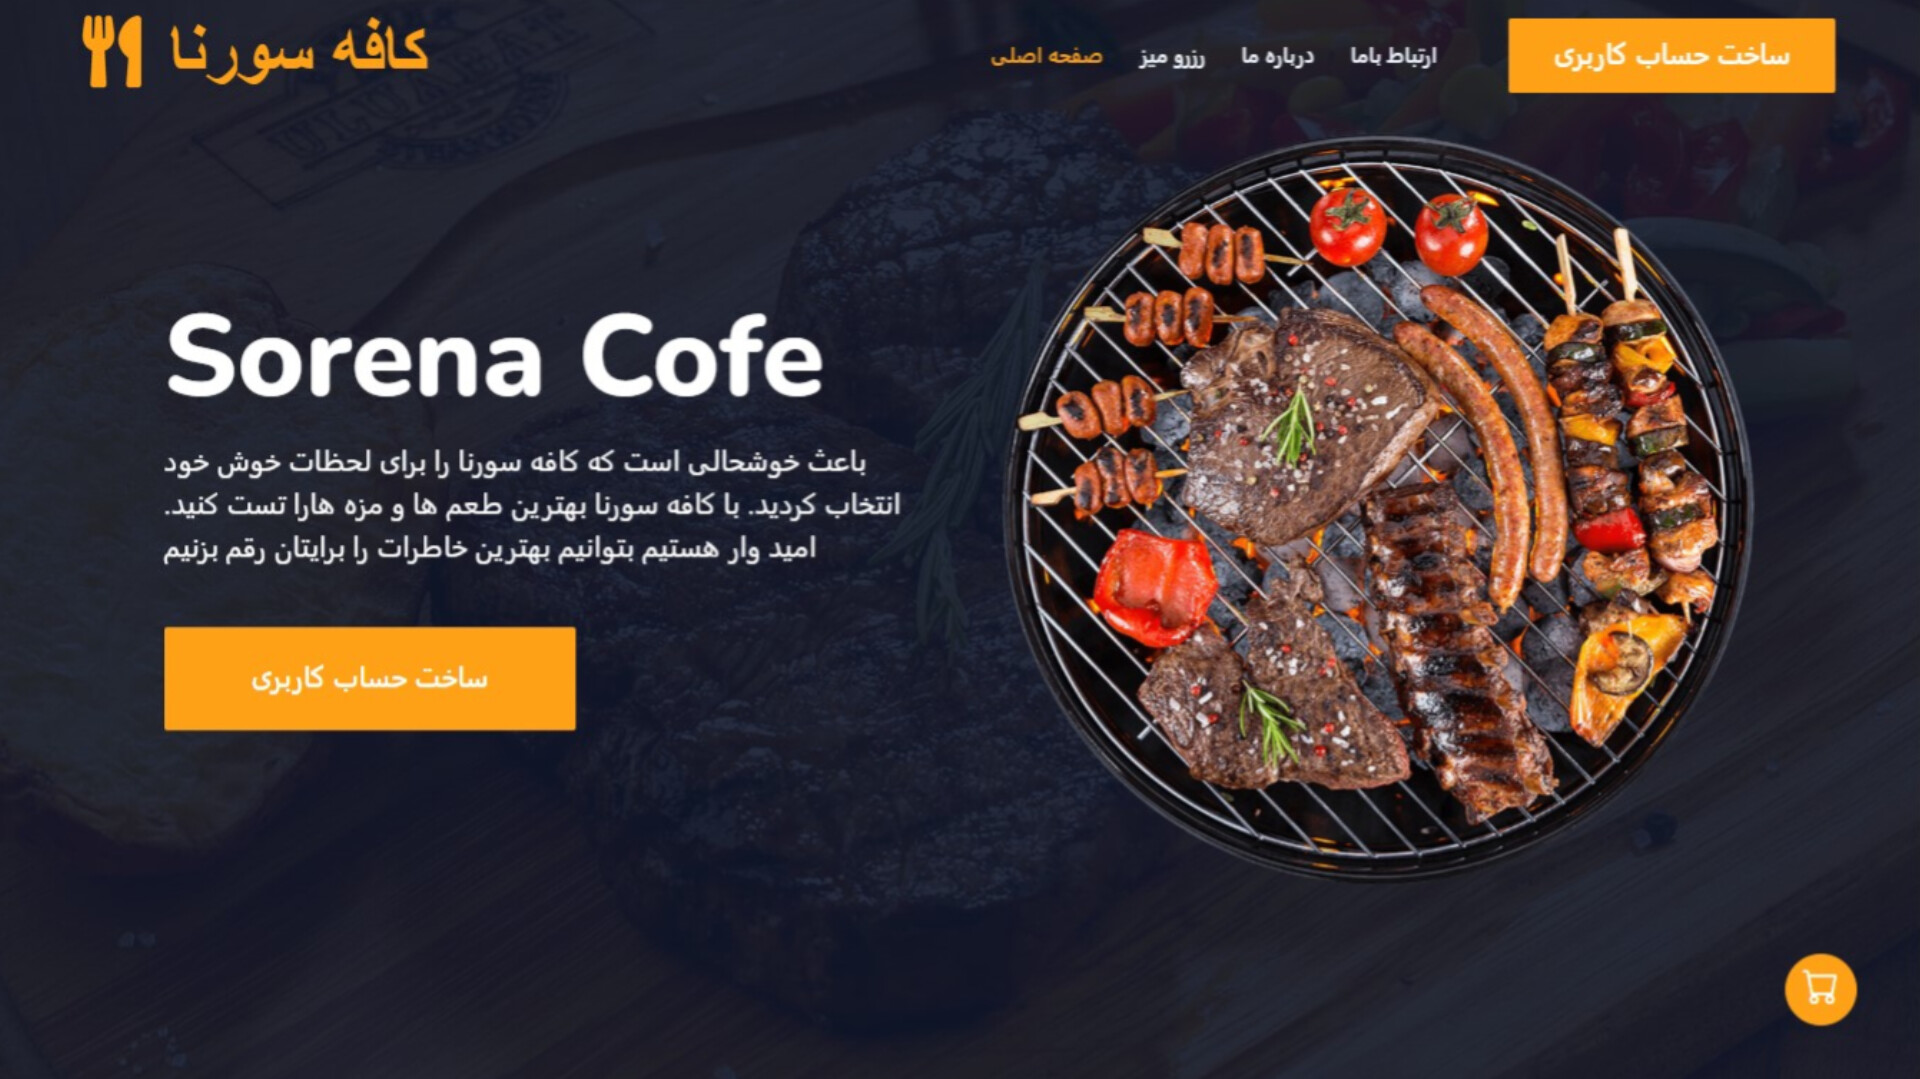 کافه سورنا
صفحه اصلی
رزرو میز
درباره ما
ارتباط باما
ساخت حساب کاربری
Sorena Cofe
باعث خوشحالی است که کافه سورنا را برای لحظات خوش خود
انتخاب کردید. با کافه سورنا بهترین طعم ها و مزه هارا تست کنید.
امید وار هستیم بتوانیم بهترین خاطرات را برایتان رقم بزنیم
ساخت حساب کاربری